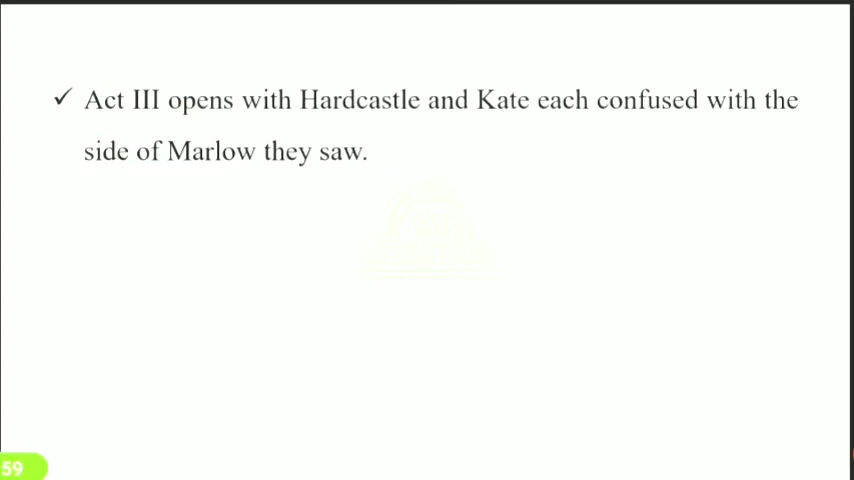 ✓ Act III opens with Hardcastle and Kate each confused with the
side of Marlow they saw.
59